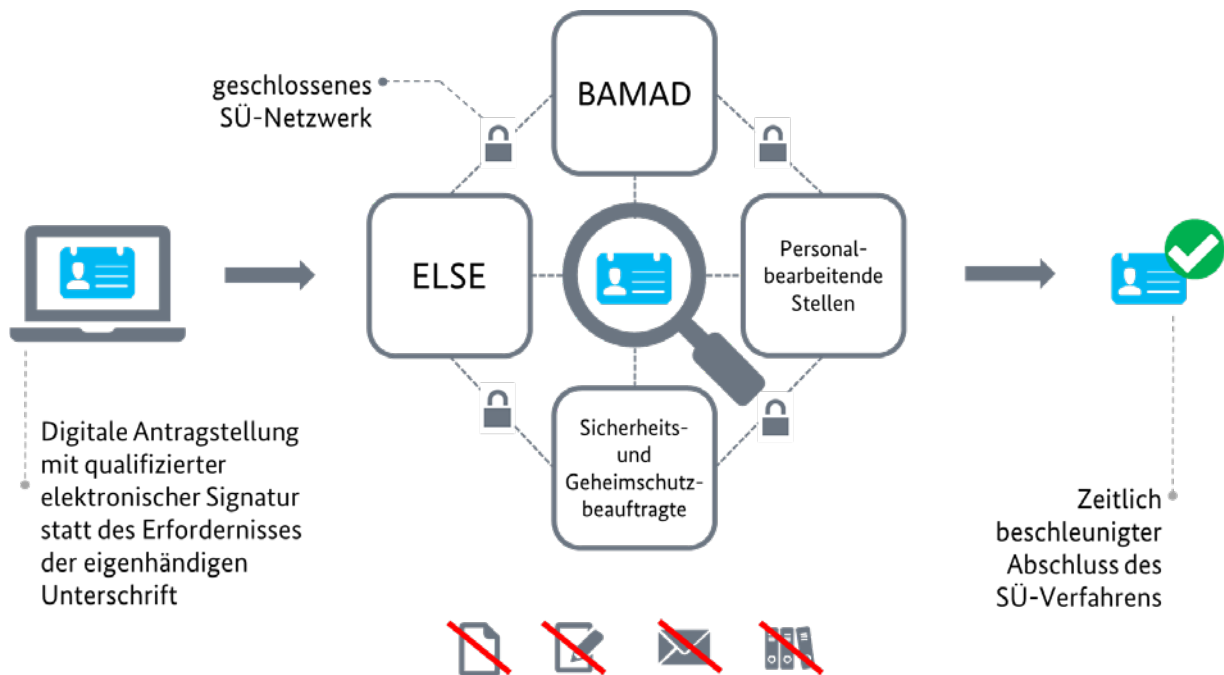 geschlossenes
SÜ-Netzwerk
BAMAD
ELSE
Personal-
bearbeitende
Stellen
Sicherheits-
und
Geheimschutz-
beauftragte
Digitale Antragstellung
mit qualifizierter
elektronischer Signatur
statt des Erfordernisses
der eigenhändigen
Unterschrift
Zeitlich
beschleunigter
Abschluss des
SÜ-Verfahrens